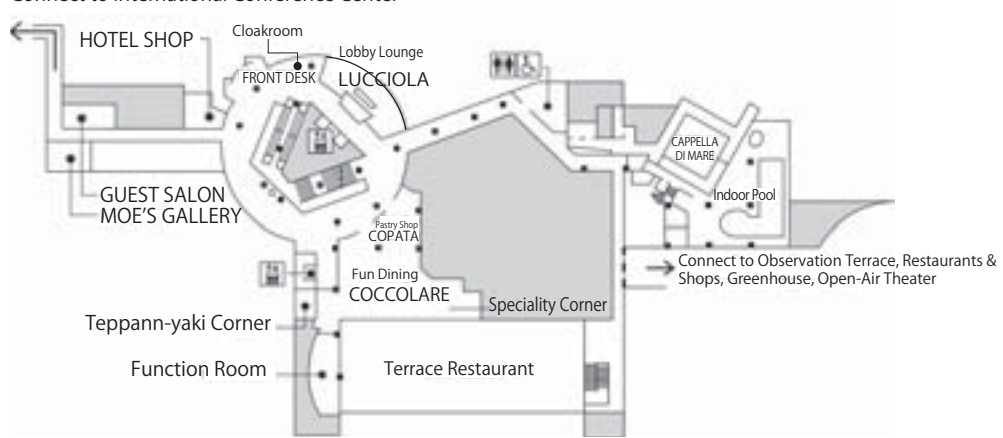 Connect to International Conference Center
HOTEL SHOP
Cloakroom
FRONT DESK
Lobby Lounge
LUCCIOLA
CAPPELLA
DI MARE
Indoor Pool
GUEST SALON
MOE'S GALLERY
Pastry Shop
COPATA
Fun Dining
COCCOLARE
Speciality Corner
Connect to Observation Terrace, Restaurants &
Shops, Greenhouse, Open-Air Theater
Teppann-yaki Corner
Function Room
Terrace Restaurant